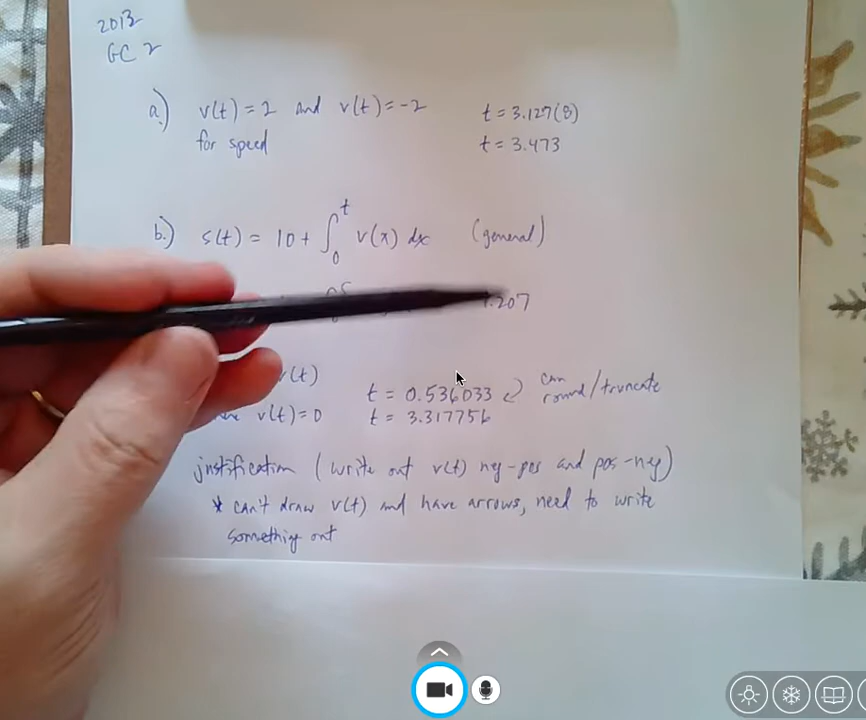 2013
GC 2
a.) v(t) = 2 and v(t) = -2 t = 3.127(8)
for speed t = 3.473
b.) s(t) = 10 + ∫₀ᵗ v(x) dx (general)
.207
v(t) t = 0.536033 can round/truncate
v(t) = 0 t = 3.317756
justification (write out v(t) neg-pos and pos-neg)
* can't draw v(t) and have arrows, need to write
something out